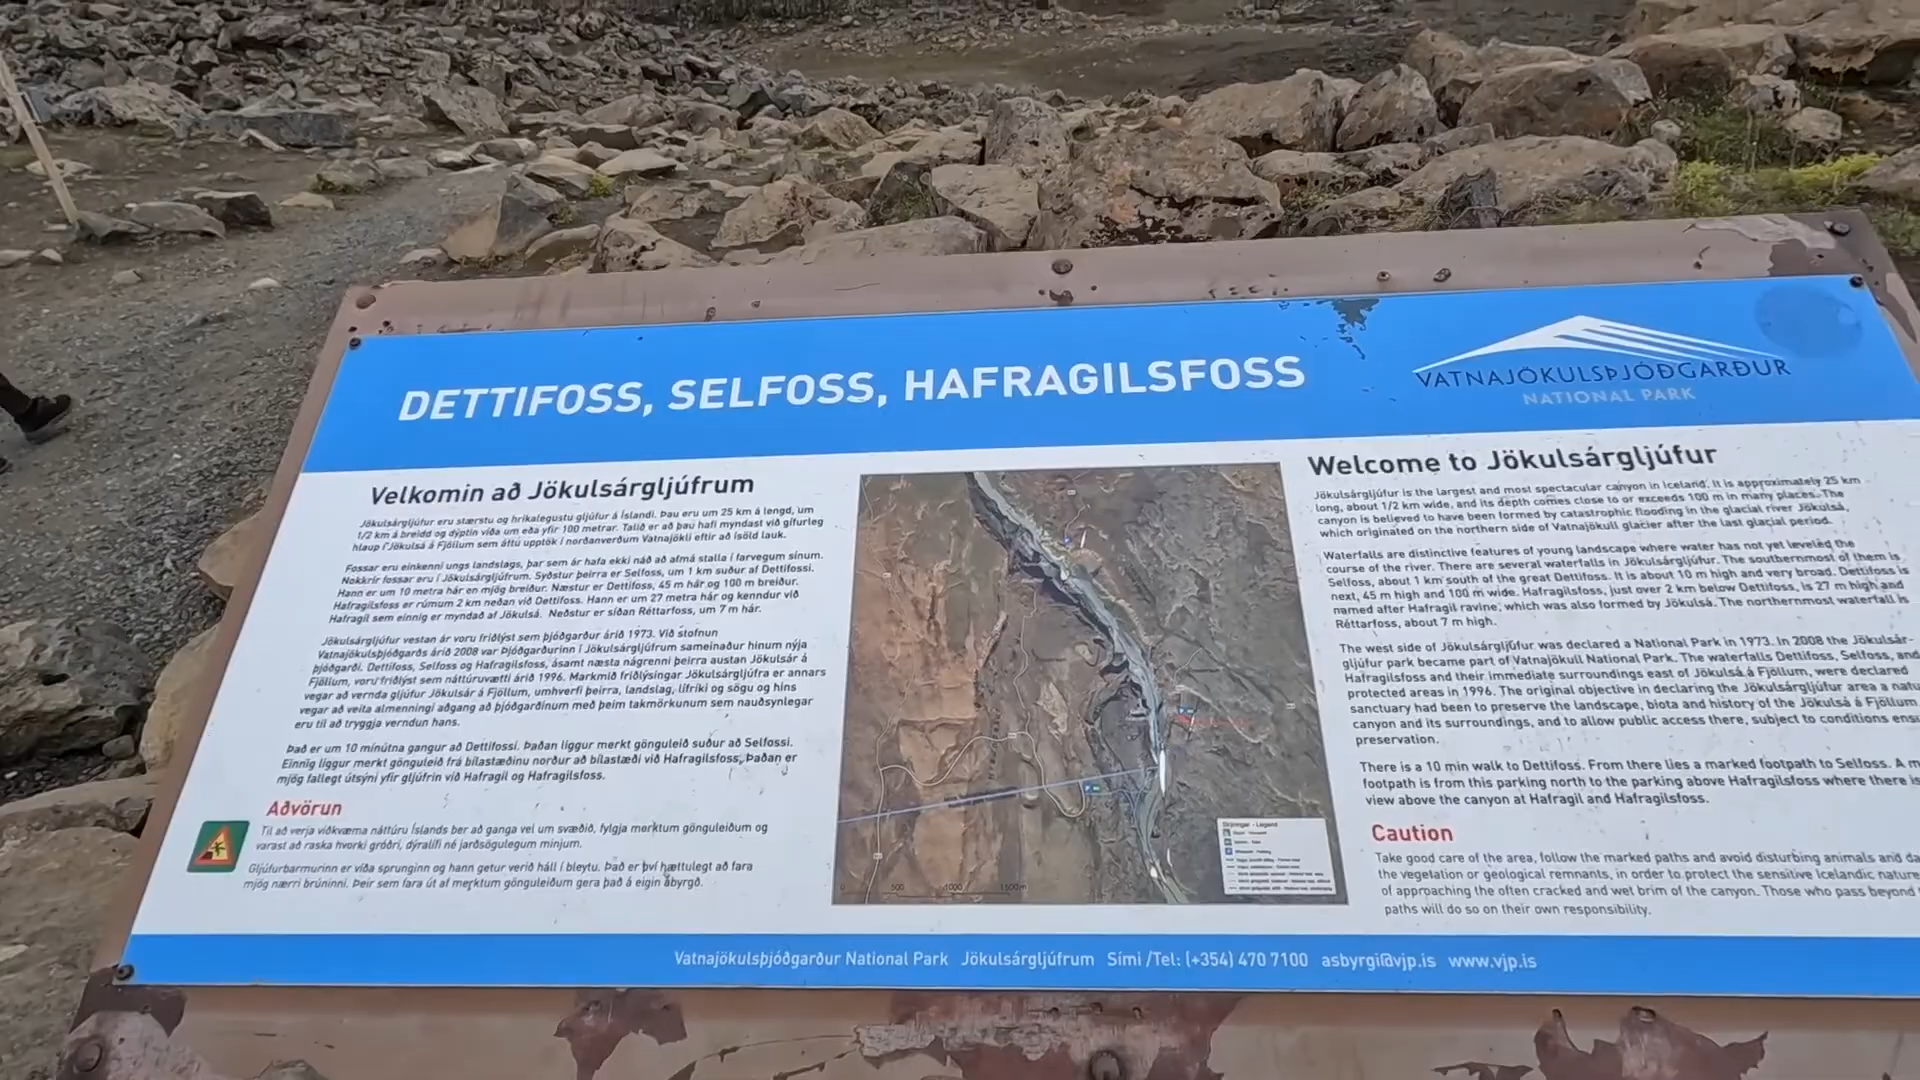 DETTIFOSS, SELFOSS, HAFRAGILSFOSS
VATNAJÖKULSÞJÓÐGARÐUR
NATIONAL PARK
Velkomin að Jökulsárgljúfrum
Jökulsárgljúfur eru stærstu og hrikalegustu gljúfur á Íslandi. Þau eru um 25 km á lengd, um
1/2 km á breidd og dýptin víða um eða yfir 100 metrar. Talið er að þau hafi myndast við gífurleg
hlaup í Jökulsá á Fjöllum sem áttu upptök í norðanverðum Vatnajökli eftir að ísöld lauk.
Fossar eru einkenni ungs landslags, þar sem ár hafa ekki náð að afmá stalla í farvegum sínum.
Nokkrir fossar eru í Jökulsárgljúfrum. Syðstur þeirra er Selfoss, um 1 km suður af Dettifossi.
Hann er um 10 metra hár en mjög breiður. Næstur er Dettifoss, 45 m hár og 100 m breiður.
Hafragilsfoss er rúmum 2 km neðan við Dettifoss. Hann er um 27 metra hár og kenndur við
Hafragil sem einnig er myndað af Jökulsá. Neðstur er síðan Réttarfoss, um 7 m hár.
Jökulsárgljúfur vestan ár voru friðlýst sem þjóðgarður árið 1973. Við stofnun
Vatnajökulsþjóðgarðs árið 2008 var Þjóðgarðurinn í Jökulsárgljúfrum sameinaður hinum nýja
þjóðgarði. Dettifoss, Selfoss og Hafragilsfoss, ásamt næsta nágrenni þeirra austan Jökulsár á
Fjöllum, voru friðlýst sem náttúruvætti árið 1996. Markmið friðlýsingar Jökulsárgljúfra er annars
vegar að vernda gljúfur Jökulsár á Fjöllum, umhverfi þeirra, landslag, lífríki og sögu og hins
vegar að veita almenningi aðgang að þjóðgarðinum með þeim takmörkunum sem nauðsynlegar
eru til að tryggja verndun hans.
Það er um 10 mínútna gangur að Dettifossi. Þaðan liggur merkt gönguleið suður að Selfossi.
Einnig liggur merkt gönguleið frá bílastæðinu norður að bílastæði við Hafragilsfoss, Þaðan er
mjög fallegt útsýni yfir gljúfrin við Hafragil og Hafragilsfoss.
Aðvörun
Til að verja viðkvæma náttúru Íslands ber að ganga vel um svæðið, fylgja merktum gönguleiðum og
varast að raska hvorki gróðri, dýralífi né jarðsögulegum minjum.
Gljúfurbarmurinn er víða sprunginn og hann getur verið háll í bleytu. Það er því hættulegt að fara
mjög nærri brúninni. Þeir sem fara út af merktum gönguleiðum gera það á eigin ábyrgð.
0 500 1000 1500 m
Skýringar - Legend
Welcome to Jökulsárgljúfur
Jökulsárgljúfur is the largest and most spectacular canyon in Iceland. It is approximately 25 km
long, about 1/2 km wide, and its depth comes close to or exceeds 100 m in many places. The
canyon is believed to have been formed by catastrophic flooding in the glacial river Jökulsá,
which originated on the northern side of Vatnajökull glacier after the last glacial period.
Waterfalls are distinctive features of young landscape where water has not yet leveled the
course of the river. There are several waterfalls in Jökulsárgljúfur. The southernmost of them is
Selfoss, about 1 km south of the great Dettifoss. It is about 10 m high and very broad. Dettifoss is
next, 45 m high and 100 m wide. Hafragilsfoss, just over 2 km below Dettifoss, is 27 m high and
named after Hafragil ravine, which was also formed by Jökulsá. The northernmost waterfall is
Réttarfoss, about 7 m high.
The west side of Jökulsárgljúfur was declared a National Park in 1973. In 2008 the Jökulsár-
gljúfur park became part of Vatnajökull National Park. The waterfalls Dettifoss, Selfoss, and
Hafragilsfoss and their immediate surroundings east of Jökulsá á Fjöllum, were declared
protected areas in 1996. The original objective in declaring the Jökulsárgljúfur area a natu
sanctuary had been to preserve the landscape, biota and history of the Jökulsá á Fjöllum
canyon and its surroundings, and to allow public access there, subject to conditions ens
preservation.
There is a 10 min walk to Dettifoss. From there lies a marked footpath to Selfoss. A m
footpath is from this parking north to the parking above Hafragilsfoss where there is
view above the canyon at Hafragil and Hafragilsfoss.
Caution
Take good care of the area, follow the marked paths and avoid disturbing animals and da
the vegetation or geological remnants, in order to protect the sensitive Icelandic nature
of approaching the often cracked and wet brim of the canyon. Those who pass beyond
paths will do so on their own responsibility.
Vatnajökulsþjóðgarður National Park Jökulsárgljúfrum Sími /Tel: (+354) 470 7100 asbyrgi@vjp.is www.vjp.is